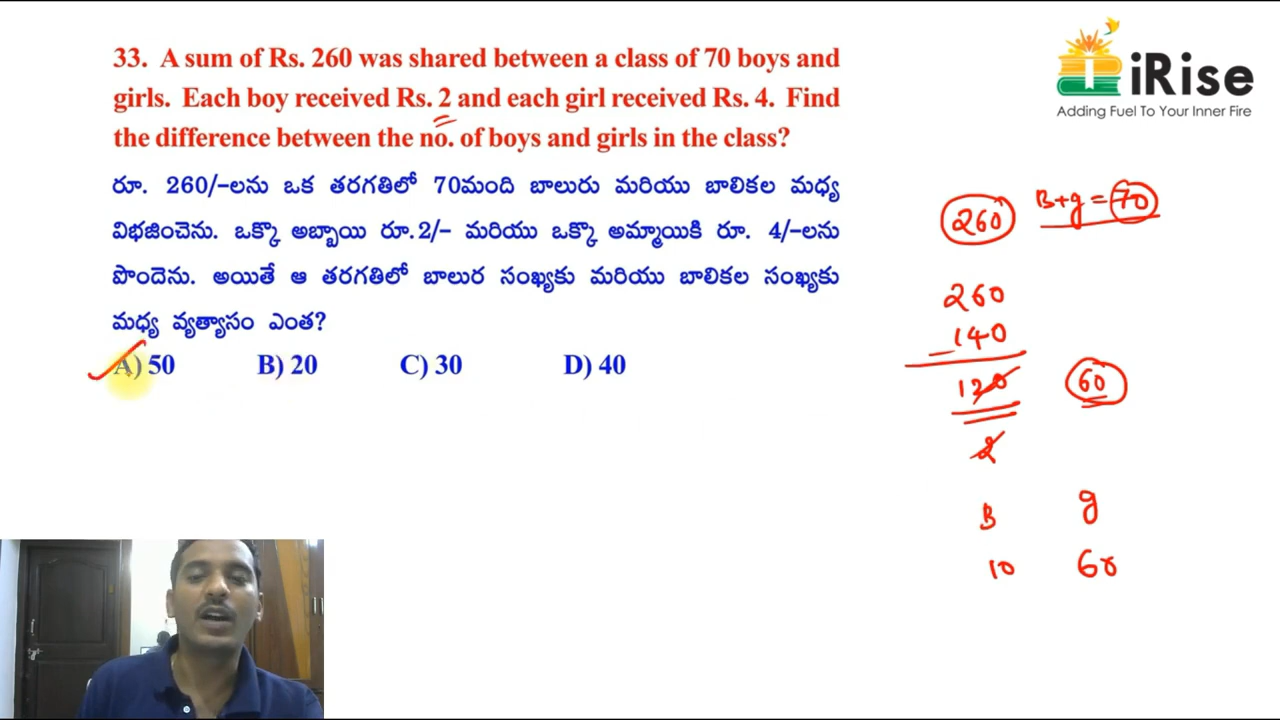 33. A sum of Rs. 260 was shared between a class of 70 boys and
girls. Each boy received Rs. 2 and each girl received Rs. 4. Find
the difference between the no. of boys and girls in the class?
రూ. 260/-లను ఒక తరగతిలో 70మంది బాలురు మరియు బాలికల మధ్య
విభజించెను. ఒక్కొ అబ్బాయి రూ.2/- మరియు ఒక్కొ అమ్మాయికి రూ. 4/-లను
పొందెను. అయితే ఆ తరగతిలో బాలుర సంఖ్యకు మరియు బాలికల సంఖ్యకు
మధ్య వ్యత్యాసం ఎంత?
A) 50 B) 20 C) 30 D) 40
iRise
Adding Fuel To Your Inner Fire
260 B+g = 70
260
140
120 60
2
B g
10 60